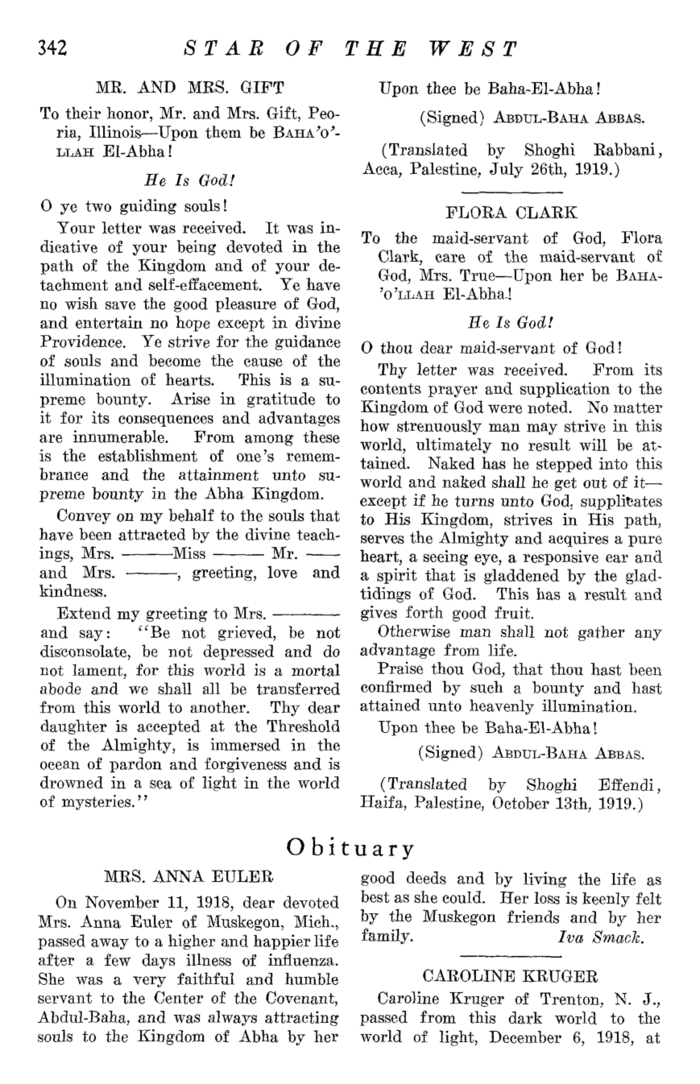 342 STAR OF THE WEST
MR. AND MRS. GIFT
To their honor, Mr. and Mrs. Gift, Peo-
ria, Illinois—Upon them be BAHA'O'-
LLAH El-Abha!
He Is God!
O ye two guiding souls!
Your letter was received. It was in-
dicative of your being devoted in the
path of the Kingdom and of your de-
tachment and self-effacement. Ye have
no wish save the good pleasure of God,
and entertain no hope except in divine
Providence. Ye strive for the guidance
of souls and become the cause of the
illumination of hearts. This is a su-
preme bounty. Arise in gratitude to
it for its consequences and advantages
are innumerable. From among these
is the establishment of one's remem-
brance and the attainment unto su-
preme bounty in the Abha Kingdom.
Convey on my behalf to the souls that
have been attracted by the divine teach-
ings, Mrs. ———Miss ——— Mr. ——
and Mrs. ———, greeting, love and
kindness.
Extend my greeting to Mrs. ————
and say: "Be not grieved, be not
disconsolate, be not depressed and do
not lament, for this world is a mortal
abode and we shall all be transferred
from this world to another. Thy dear
daughter is accepted at the Threshold
of the Almighty, is immersed in the
ocean of pardon and forgiveness and is
drowned in a sea of light in the world
of mysteries."
Upon thee be Baha-El-Abha!
(Signed) ABDUL-BAHA ABBAS.
(Translated by Shoghi Rabbani,
Acca, Palestine, July 26th, 1919.)
FLORA CLARK
To the maid-servant of God, Flora
Clark, care of the maid-servant of
God, Mrs. True—Upon her be BAHA-
'O'LLAH El-Abha!
He Is God!
O thou dear maid-servant of God!
Thy letter was received. From its
contents prayer and supplication to the
Kingdom of God were noted. No matter
how strenuously man may strive in this
world, ultimately no result will be at-
tained. Naked has he stepped into this
world and naked shall he get out of it—
except if he turns unto God, supplicates
to His Kingdom, strives in His path,
serves the Almighty and acquires a pure
heart, a seeing eye, a responsive ear and
a spirit that is gladdened by the glad-
tidings of God. This has a result and
gives forth good fruit.
Otherwise man shall not gather any
advantage from life.
Praise thou God, that thou hast been
confirmed by such a bounty and hast
attained unto heavenly illumination.
Upon thee be Baha-El-Abha!
(Signed) ABDUL-BAHA ABBAS.
(Translated by Shoghi Effendi,
Haifa, Palestine, October 13th, 1919.)
Obituary
MRS. ANNA EULER
On November 11, 1918, dear devoted
Mrs. Anna Euler of Muskegon, Mich.,
passed away to a higher and happier life
after a few days illness of influenza.
She was a very faithful and humble
servant to the Center of the Covenant,
Abdul-Baha, and was always attracting
souls to the Kingdom of Abha by her
good deeds and by living the life as
best as she could. Her loss is keenly felt
by the Muskegon friends and by her
family. Iva Smack.
CAROLINE KRUGER
Caroline Kruger of Trenton, N. J.,
passed from this dark world to the
world of light, December 6, 1918, at